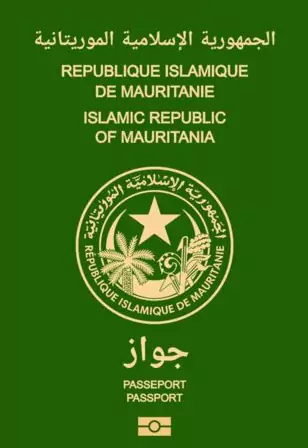 الجمهورية الإسلامية الموريتانية
REPUBLIQUE ISLAMIQUE
DE MAURITANIE
ISLAMIC REPUBLIC
OF MAURITANIA
الجمهورية الإسلامية الموريتانية
RÉPUBLIQUE ISLAMIQUE DE MAURITANIE
جواز
PASSEPORT
PASSPORT